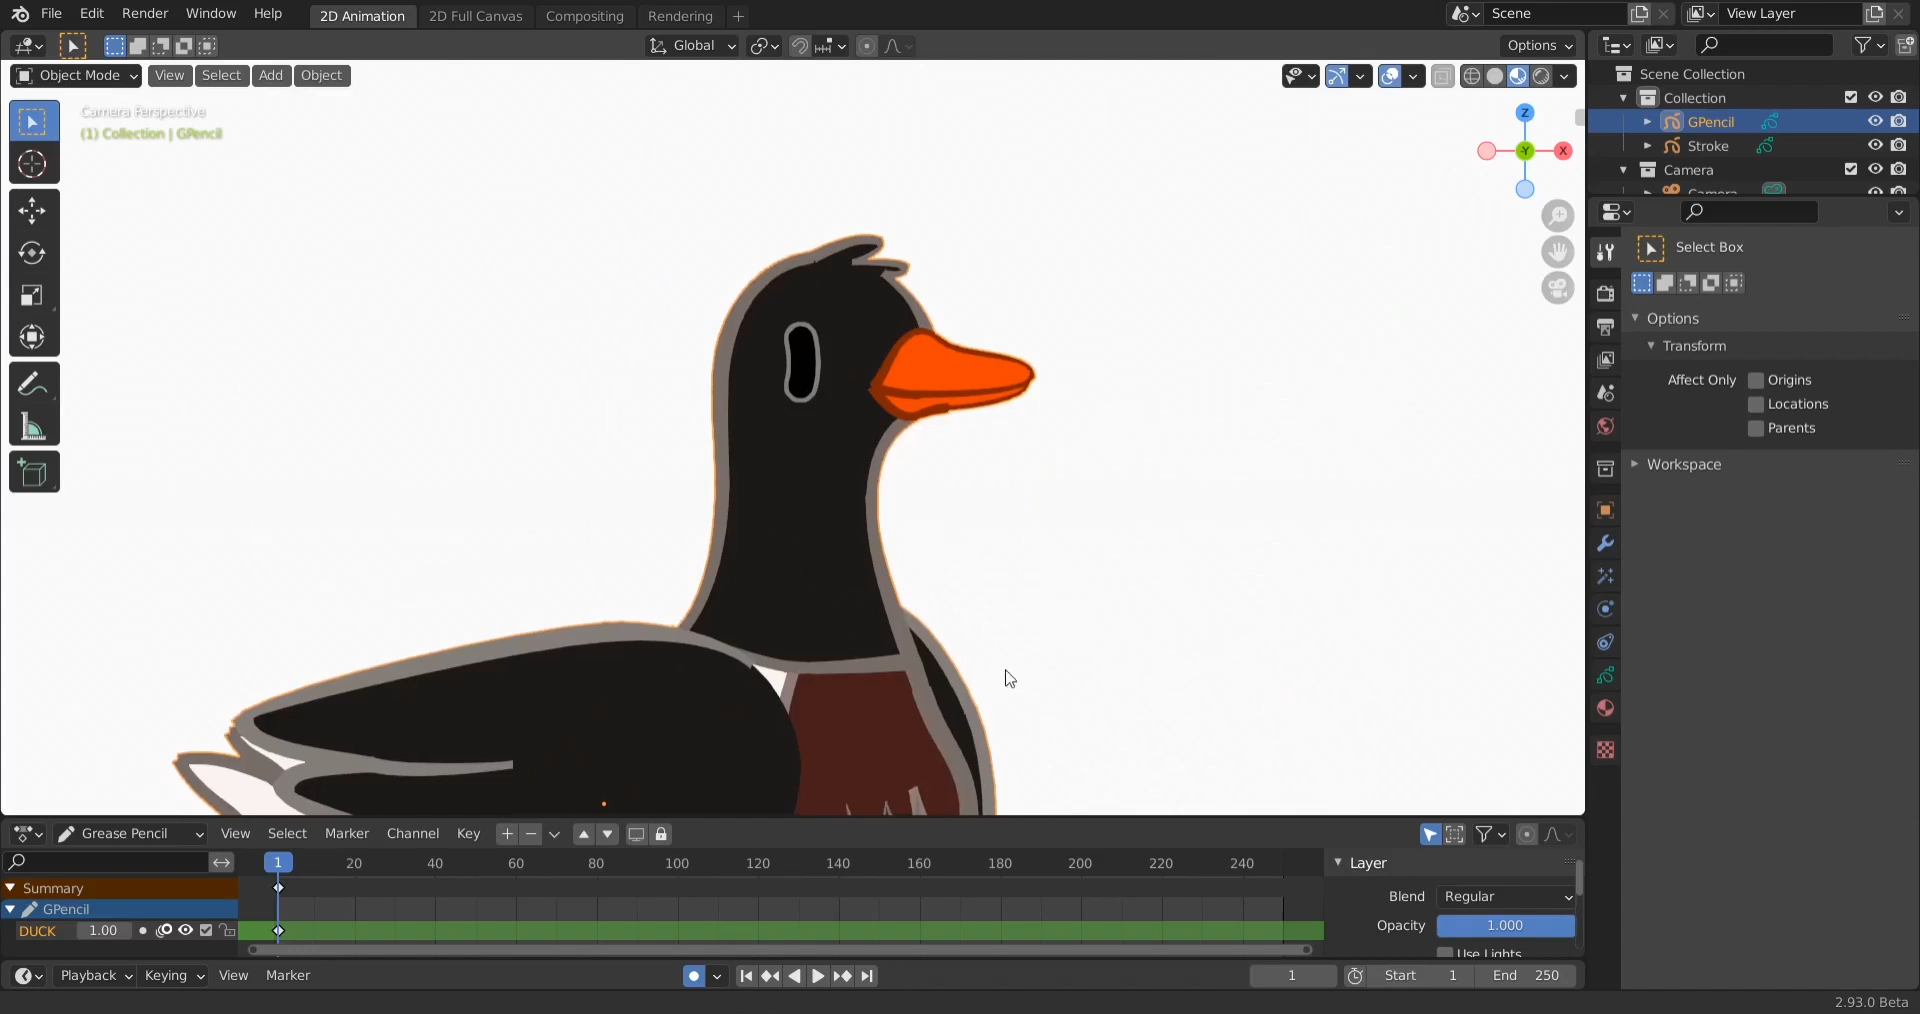 File Edit Render Window Help 2D Animation 2D Full Canvas Compositing Rendering + Scene View Layer
Global Options
Object Mode View Select Add Object
Scene Collection
Camera Perspective
Collection
(1) Collection | GPencil
Z
GPencil
Y X
Stroke
Camera
Camera
Select Box
Options
Transform
Affect Only Origins
Locations
Parents
Workspace
Grease Pencil View Select Marker Channel Key
1 20 40 60 80 100 120 140 160 180 200 220 240
Layer
Summary
Blend Regular
GPencil
DUCK 1.00
Opacity 1.000
Use Lights
Playback Keying View Marker 1 Start 1 End 250
2.93.0 Beta